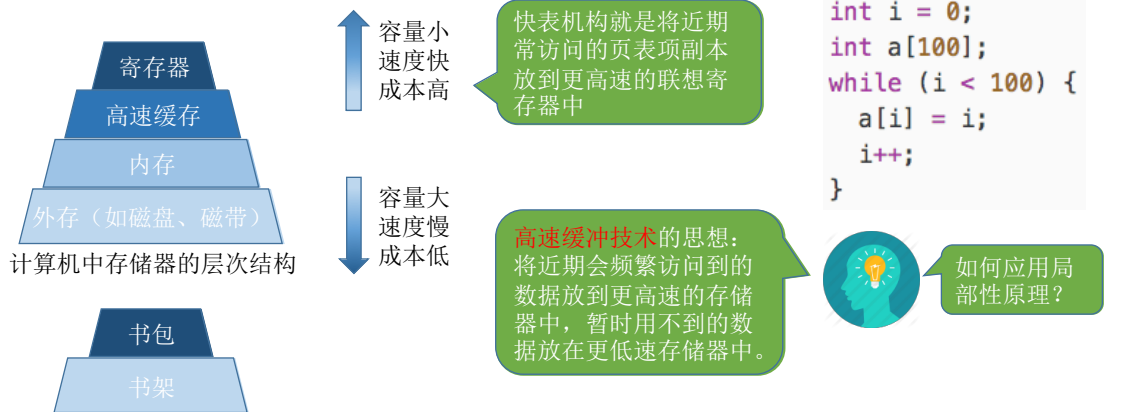 寄存器
高速缓存
内存
外存（如磁盘、磁带）
计算机中存储器的层次结构
书包
书架
容量小
速度快
成本高
容量大
速度慢
成本低
快表机构就是将近期
常访问的页表项副本
放到更高速的联想寄
存器中
高速缓冲技术的思想：
将近期会频繁访问到的
数据放到更高速的存储
器中，暂时用不到的数
据放在更低速存储器中。
int i = 0;
int a[100];
while (i < 100) {
  a[i] = i;
  i++;
}
如何应用局
部性原理？